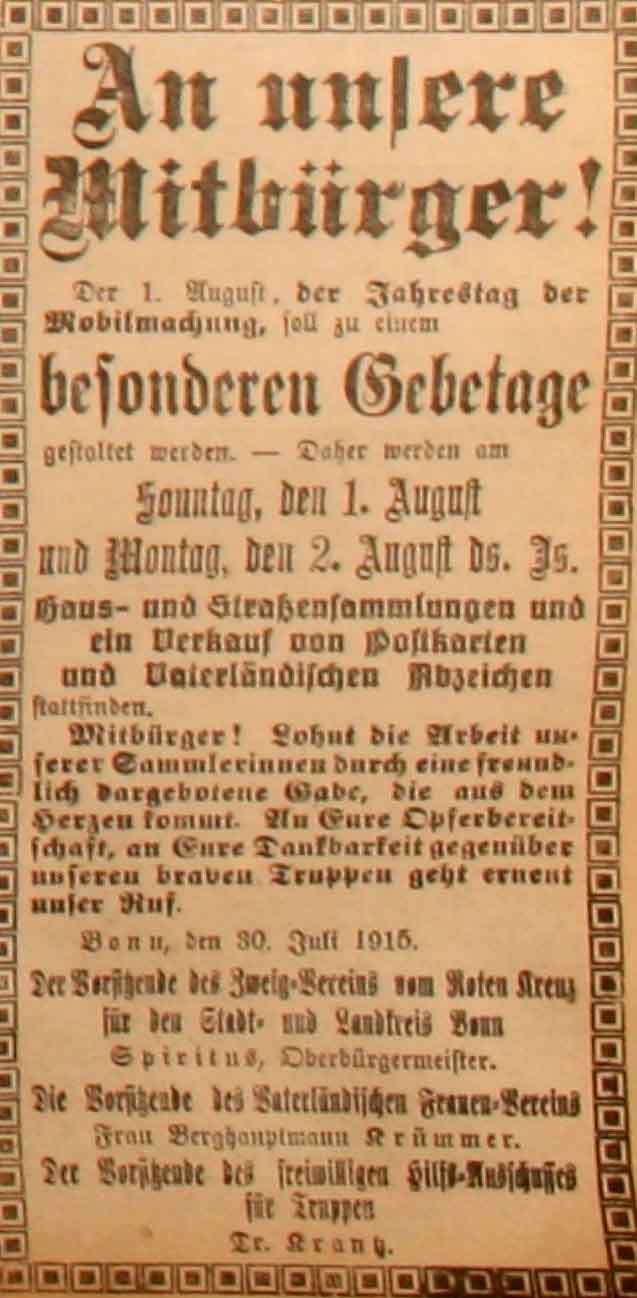 An unsere
Mitbürger!
Der 1. August, der Jahrestag der
Mobilmachung, soll zu einem
besonderen Gebetage
gestaltet werden. — Daher werden am
Sonntag, den 1. August
und Montag, den 2. August ds. Js.
Haus- und Straßensammlungen und
ein Verkauf von Postkarten
und Vaterländischen Abzeichen
stattfinden.
Mitbürger! Lohnt die Arbeit un-
serer Sammlerinnen durch eine freund-
lich dargebotene Gabe, die aus dem
Herzen kommt. An Eure Opferbereit-
schaft, an Eure Dankbarkeit gegenüber
unseren braven Truppen geht erneut
unser Ruf.
Bonn, den 30. Juli 1915.
Der Vorsitzende des Zweig-Vereins vom Roten Kreuz
für den Stadt- und Landkreis Bonn
Spiritus, Oberbürgermeister.
Die Vorsitzende des Vaterländischen Frauen-Vereins
Frau Berghauptmann Krümmer.
Der Vorsitzende des freiwilligen Hilfs-Ausschusses
für Truppen
Dr. Krantz.